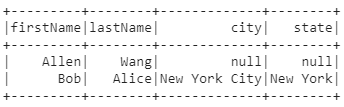 +---------+--------+-------------+--------+
|firstName|lastName|         city|   state|
+---------+--------+-------------+--------+
|    Allen|    Wang|         null|    null|
|      Bob|   Alice|New York City|New York|
+---------+--------+-------------+--------+